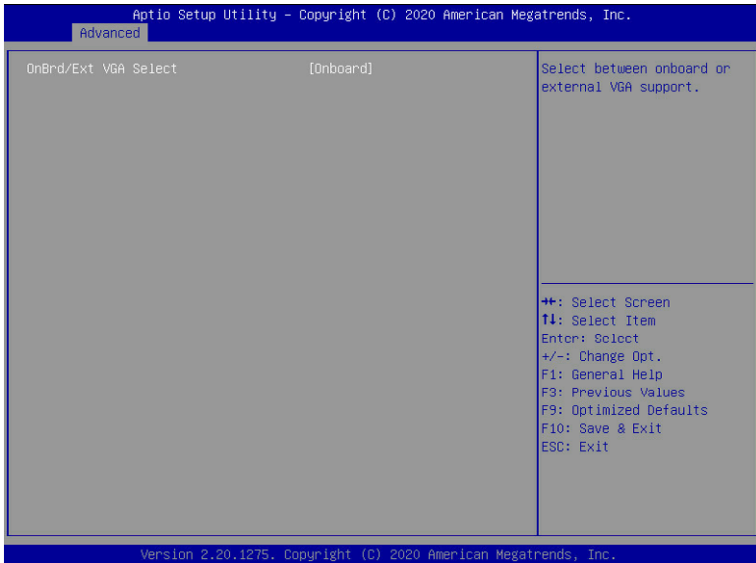 Aptio Setup Utility – Copyright (C) 2020 American Megatrends, Inc.
Advanced
OnBrd/Ext VGA Select [Onboard]
Select between onboard or
external VGA support.
→←: Select Screen
↑↓: Select Item
Enter: Select
+/-: Change Opt.
F1: General Help
F3: Previous Values
F9: Optimized Defaults
F10: Save & Exit
ESC: Exit
Version 2.20.1275. Copyright (C) 2020 American Megatrends, Inc.